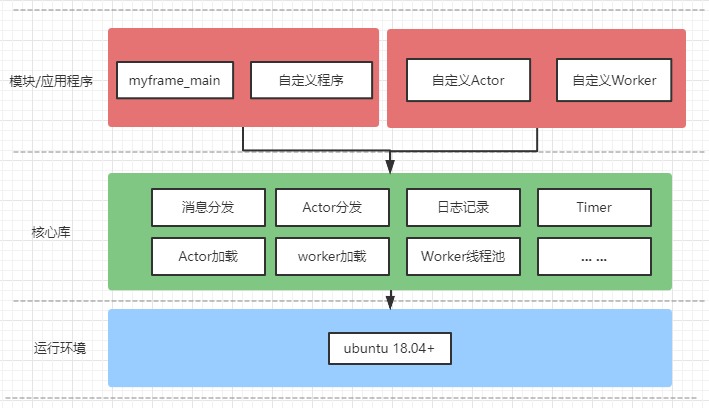 模块/应用程序
myframe_main
自定义程序
自定义Actor
自定义Worker
核心库
消息分发
Actor分发
日志记录
Timer
Actor加载
worker加载
Worker线程池
... ...
运行环境
ubuntu 18.04+